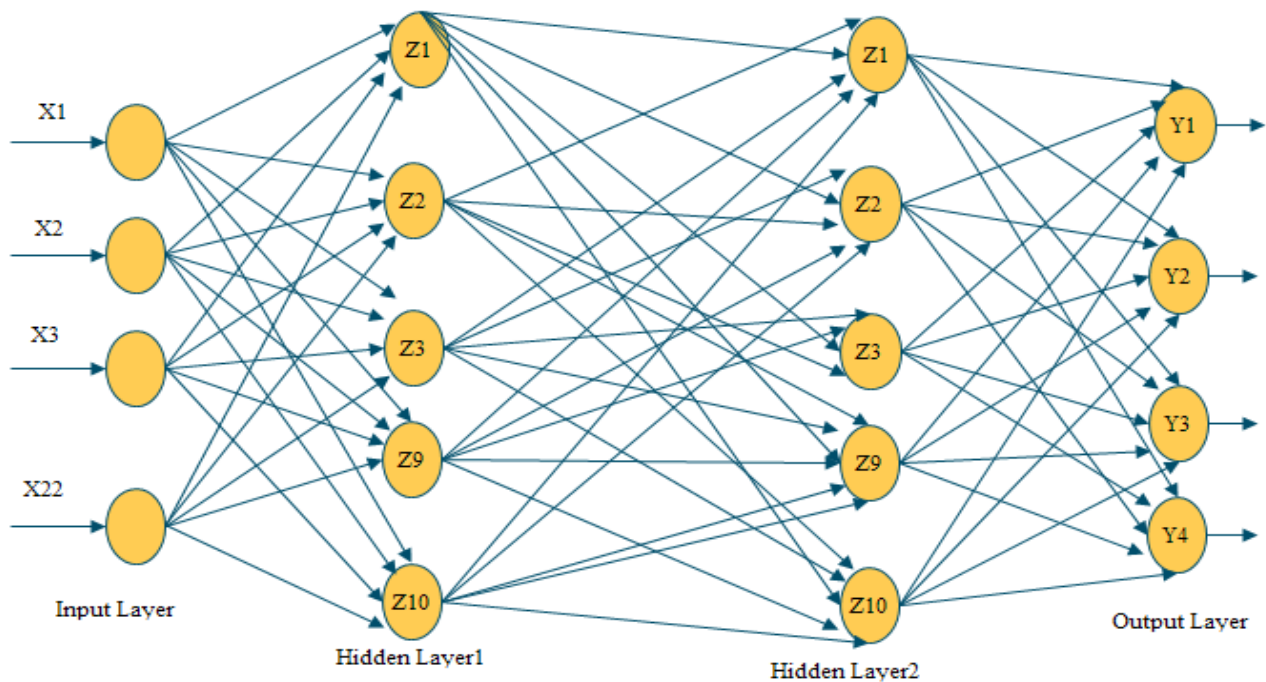 X1
X2
X3
X22
Input Layer
Z1
Z2
Z3
Z9
Z10
Hidden Layer1
Z1
Z2
Z3
Z9
Z10
Hidden Layer2
Y1
Y2
Y3
Y4
Output Layer